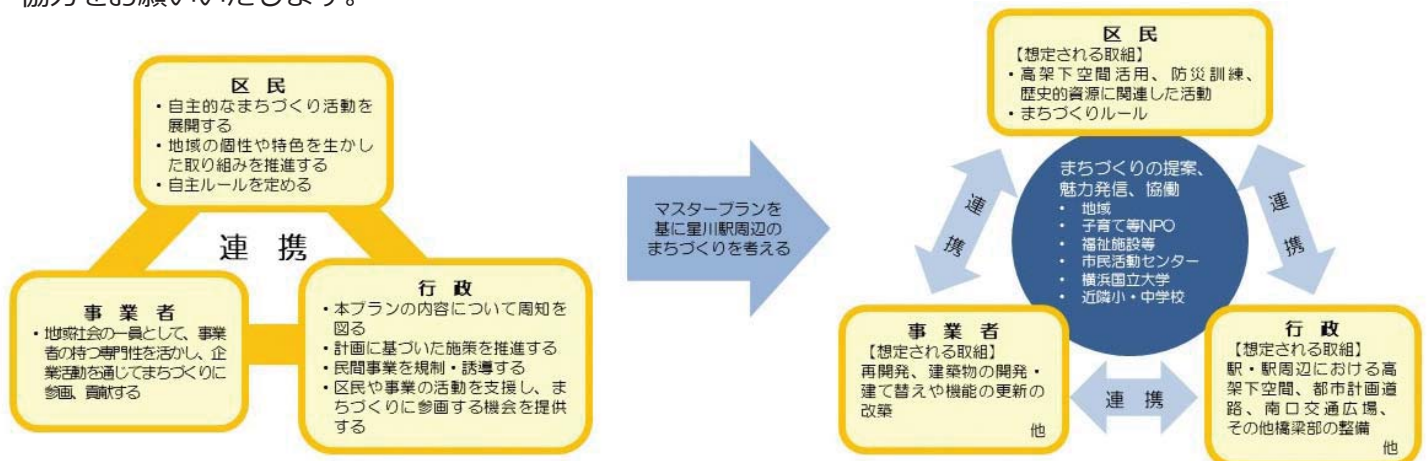 協力をお願いいたします。
区 民
・自主的なまちづくり活動を
展開する
・地域の個性や特色を生かし
た取り組みを推進する
・自主ルールを定める
連 携
事 業 者
・地域社会の一員として、事業
者の持つ専門性を活かし、企
業活動を通じてまちづくりに
参画、貢献する
行 政
・本プランの内容について周知を
図る
・計画に基づいた施策を推進する
・民間事業を規制・誘導する
・区民や事業の活動を支援し、ま
ちづくりに参画する機会を提供
する
マスタープランを
基に星川駅周辺の
まちづくりを考える
区 民
【想定される取組】
・高架下空間活用、防災訓練、
歴史的資源に関連した活動
・まちづくりルール
まちづくりの提案、
魅力発信、協働
・ 地域
・ 子育て等NPO
・ 福祉施設等
・ 市民活動センター
・ 横浜国立大学
・ 近隣小・中学校
連 携
連 携
事 業 者
【想定される取組】
再開発、建築物の開発・
建て替えや機能の更新の
改築
他
連 携
行 政
【想定される取組】
駅・駅周辺における高
架下空間、都市計画道
路、南口交通広場、
その他橋梁部の整備
他